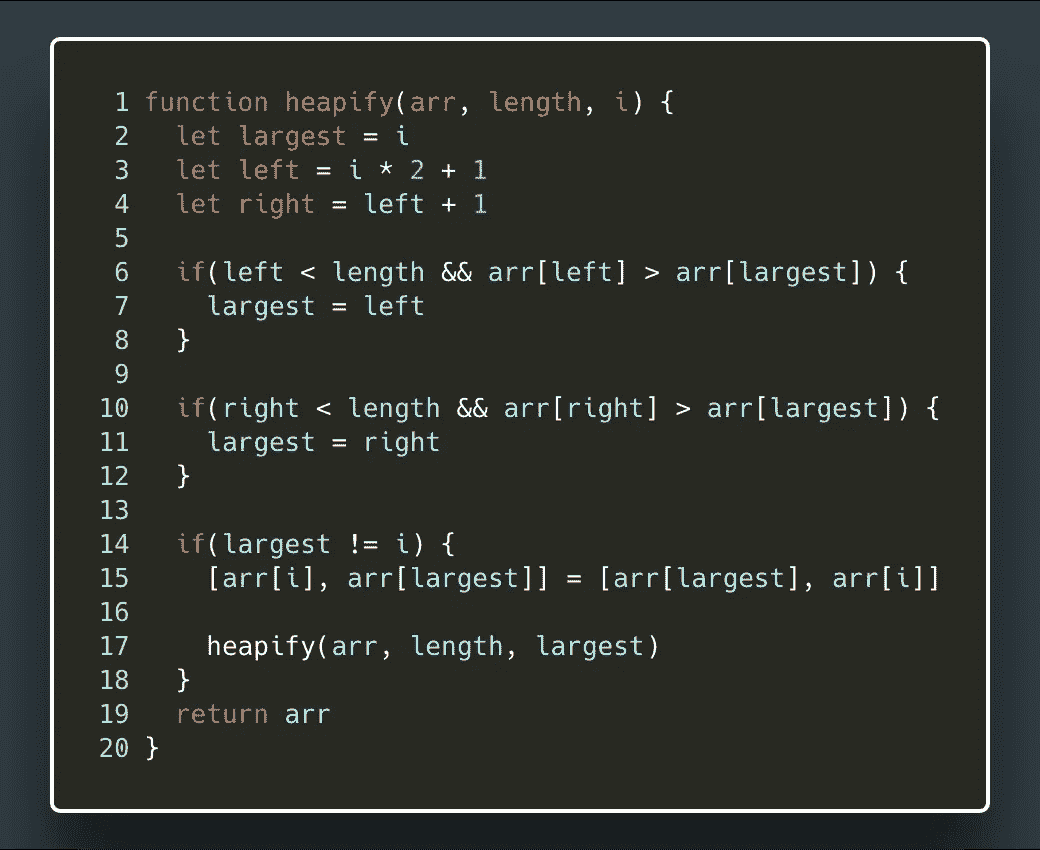 1 function heapify(arr, length, i) {
2   let largest = i
3   let left = i * 2 + 1
4   let right = left + 1
5
6   if(left < length && arr[left] > arr[largest]) {
7     largest = left
8   }
9
10   if(right < length && arr[right] > arr[largest]) {
11     largest = right
12   }
13
14   if(largest != i) {
15     [arr[i], arr[largest]] = [arr[largest], arr[i]]
16
17     heapify(arr, length, largest)
18   }
19   return arr
20 }